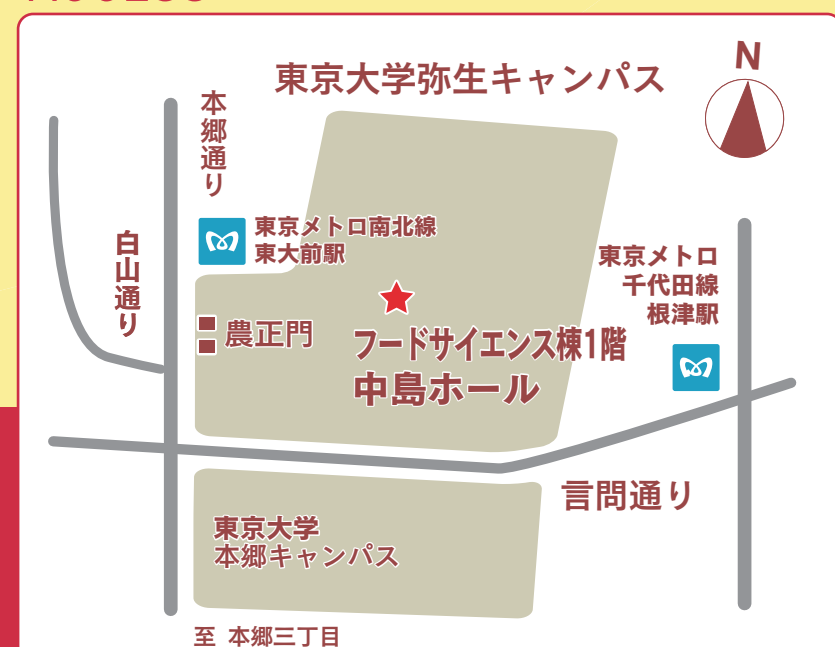 東京大学弥生キャンパス
N
本郷通り
東京メトロ南北線
東大前駅
白山通り
東京メトロ
千代田線
根津駅
農正門
フードサイエンス棟1階
中島ホール
言問通り
東京大学
本郷キャンパス
至 本郷三丁目